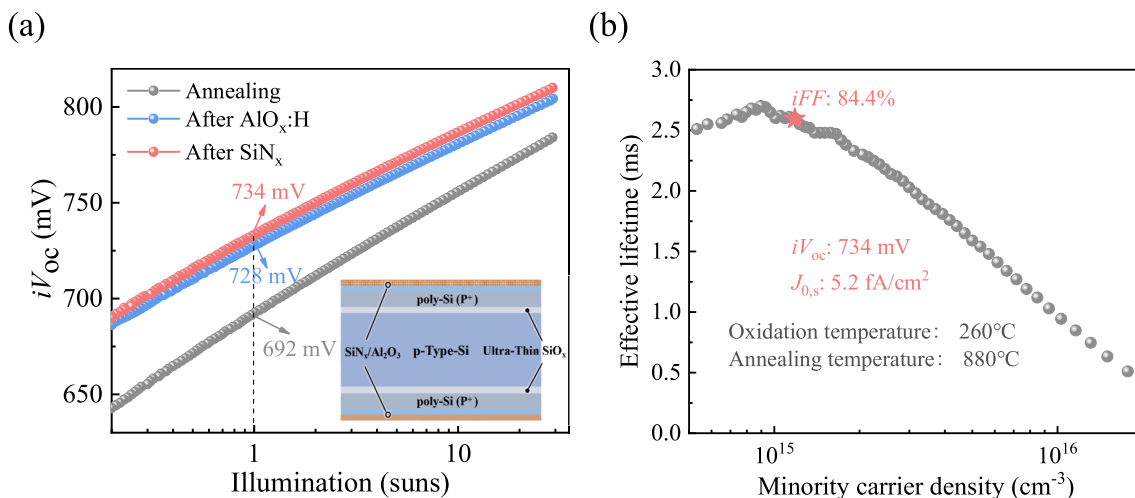 (a)
iVoc (mV)
800
750
700
650
Annealing
After AlOx:H
After SiNx
734 mV
728 mV
692 mV
poly-Si (P+)
SiNx/Al2O3
p-Type-Si
Ultra-Thin SiOx
poly-Si (P+)
1
10
Illumination (suns)
(b)
Effective lifetime (ms)
3.0
2.5
2.0
1.5
1.0
0.5
0.0
iFF: 84.4%
iVoc: 734 mV
J0,s: 5.2 fA/cm2
Oxidation temperature: 260℃
Annealing temperature: 880℃
10^15
10^16
Minority carrier density (cm-3)